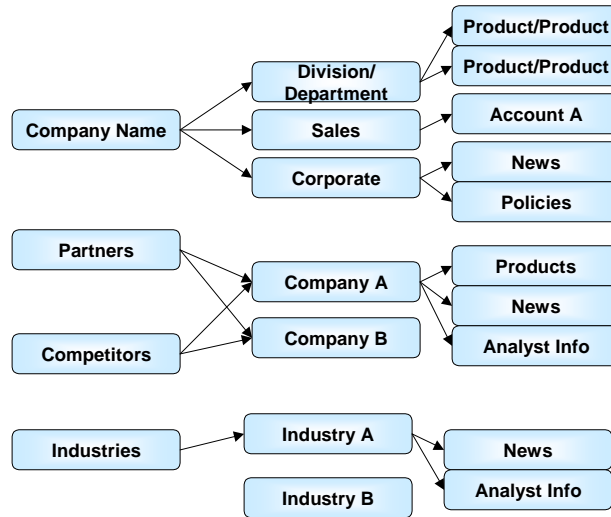 Product/Product
Product/Product
Division/
Department
Company Name
Sales
Account A
Corporate
News
Policies
Partners
Company A
Products
News
Competitors
Company B
Analyst Info
Industries
Industry A
News
Industry B
Analyst Info